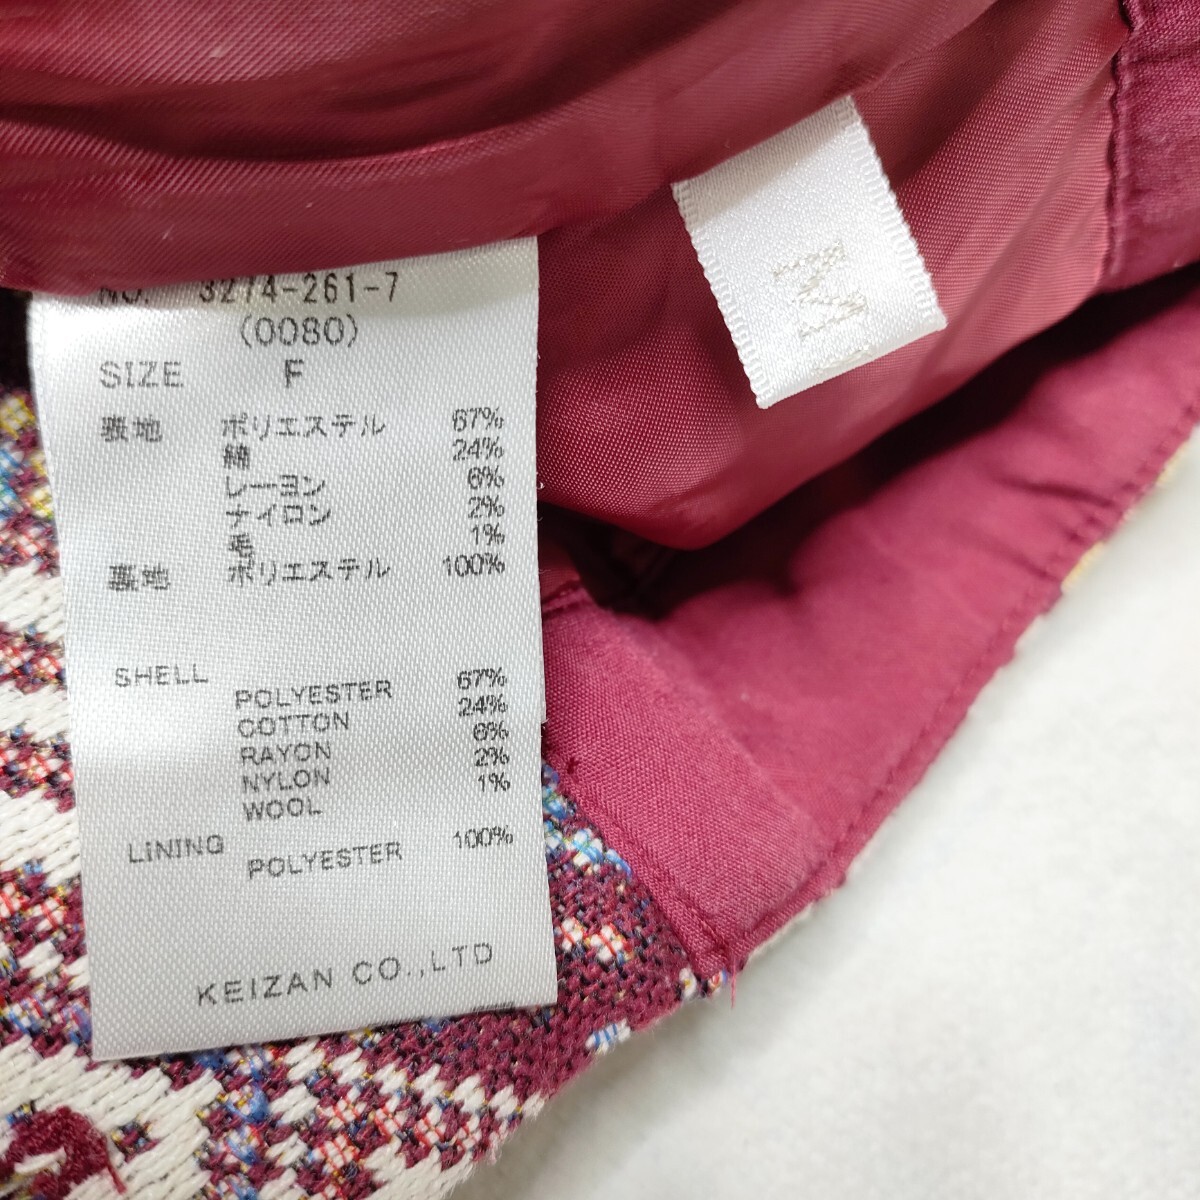 NO. 3274-261-7
(0080)
SIZE F
表地 ポリエステル 67%
綿 24%
レーヨン 6%
ナイロン 2%
毛 1%
裏地 ポリエステル 100%
SHELL
POLYESTER 67%
COTTON 24%
RAYON 6%
NYLON 2%
WOOL 1%
LINING
POLYESTER 100%
KEIZAN CO.,LTD
M